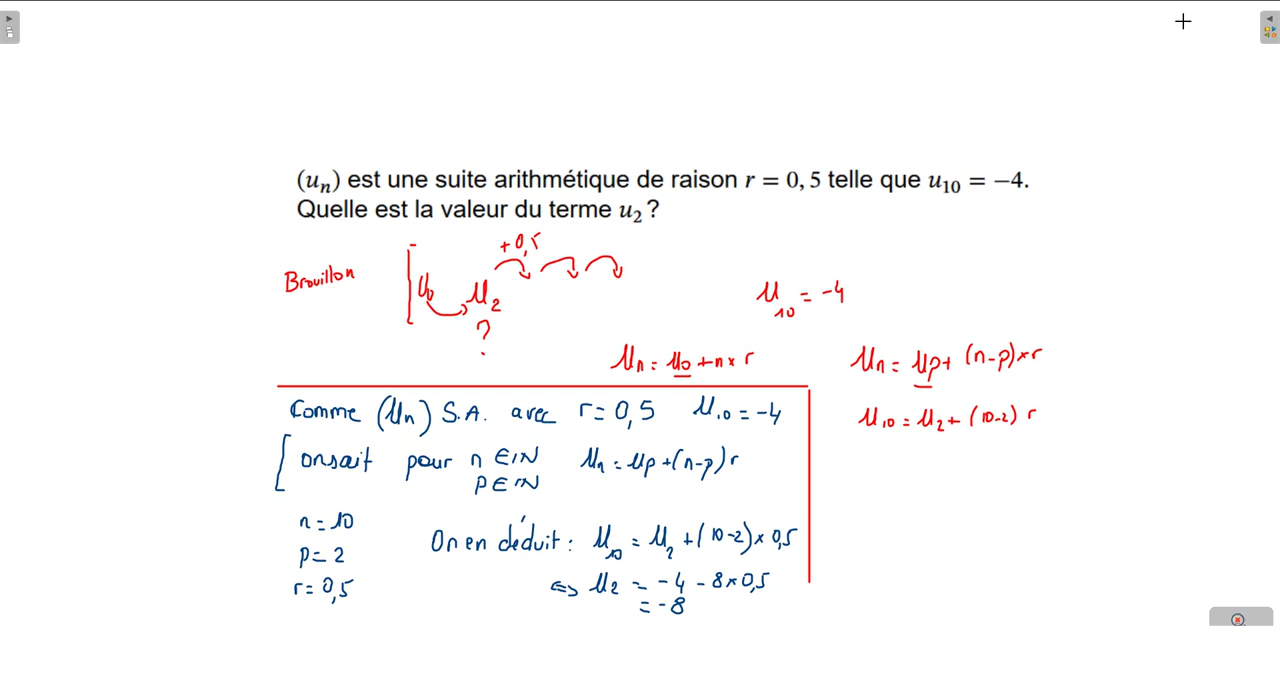 (uₙ) est une suite arithmétique de raison r = 0, 5 telle que u₁₀ = −4.
Quelle est la valeur du terme u₂ ?
+0,5
Brouillon
u₀ u₂
?
u₁₀ = -4
uₙ = u₀ + n × r
uₙ = uₚ + (n-p) × r
u₁₀ = u₂ + (10-2) r
Comme (uₙ) S.A. avec r = 0,5 u₁₀ = -4
on sait pour n ∈ ℕ uₙ = uₚ + (n-p) r
p ∈ ℕ
n = 10
p = 2
r = 0,5
On en déduit : u₁₀ = u₂ + (10-2) × 0,5
⇔ u₂ = -4 - 8 × 0,5
= -8